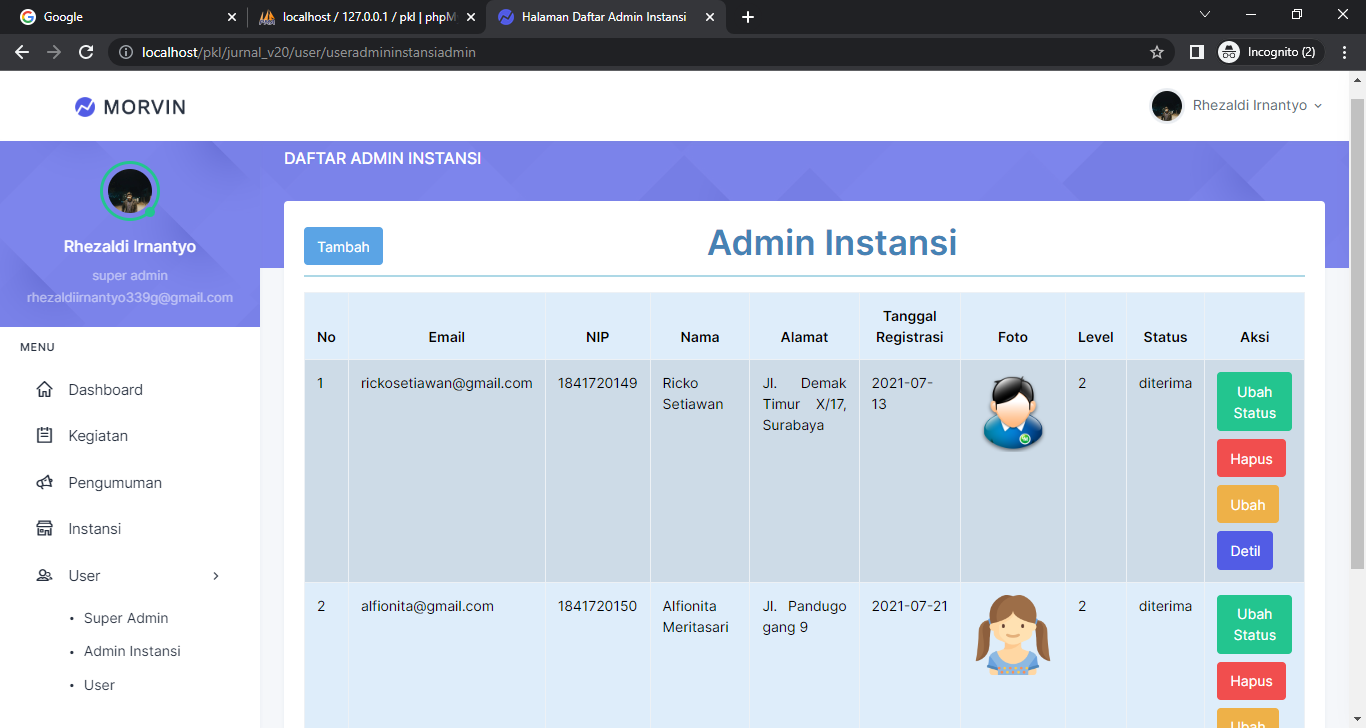 Google
localhost / 127.0.0.1 / pkl | phpM
Halaman Daftar Admin Instansi
localhost/pkl/jurnal_v20/user/useradmininstansiadmin
Incognito (2)
MORVIN
Rhezaldi Irnantyo
Rhezaldi Irnantyo
super admin
rhezaldiirnantyo339g@gmail.com
MENU
Dashboard
Kegiatan
Pengumuman
Instansi
User
• Super Admin
• Admin Instansi
• User
DAFTAR ADMIN INSTANSI
Tambah
Admin Instansi
No Email NIP Nama Alamat Tanggal Registrasi Foto Level Status Aksi
1 rickosetiawan@gmail.com 1841720149 Ricko Setiawan Jl. Demak Timur X/17, Surabaya 2021-07-13 2 diterima
Ubah Status
Hapus
Ubah
Detil
2 alfionita@gmail.com 1841720150 Alfionita Meritasari Jl. Pandugo gang 9 2021-07-21 2 diterima
Ubah Status
Hapus
Ubah